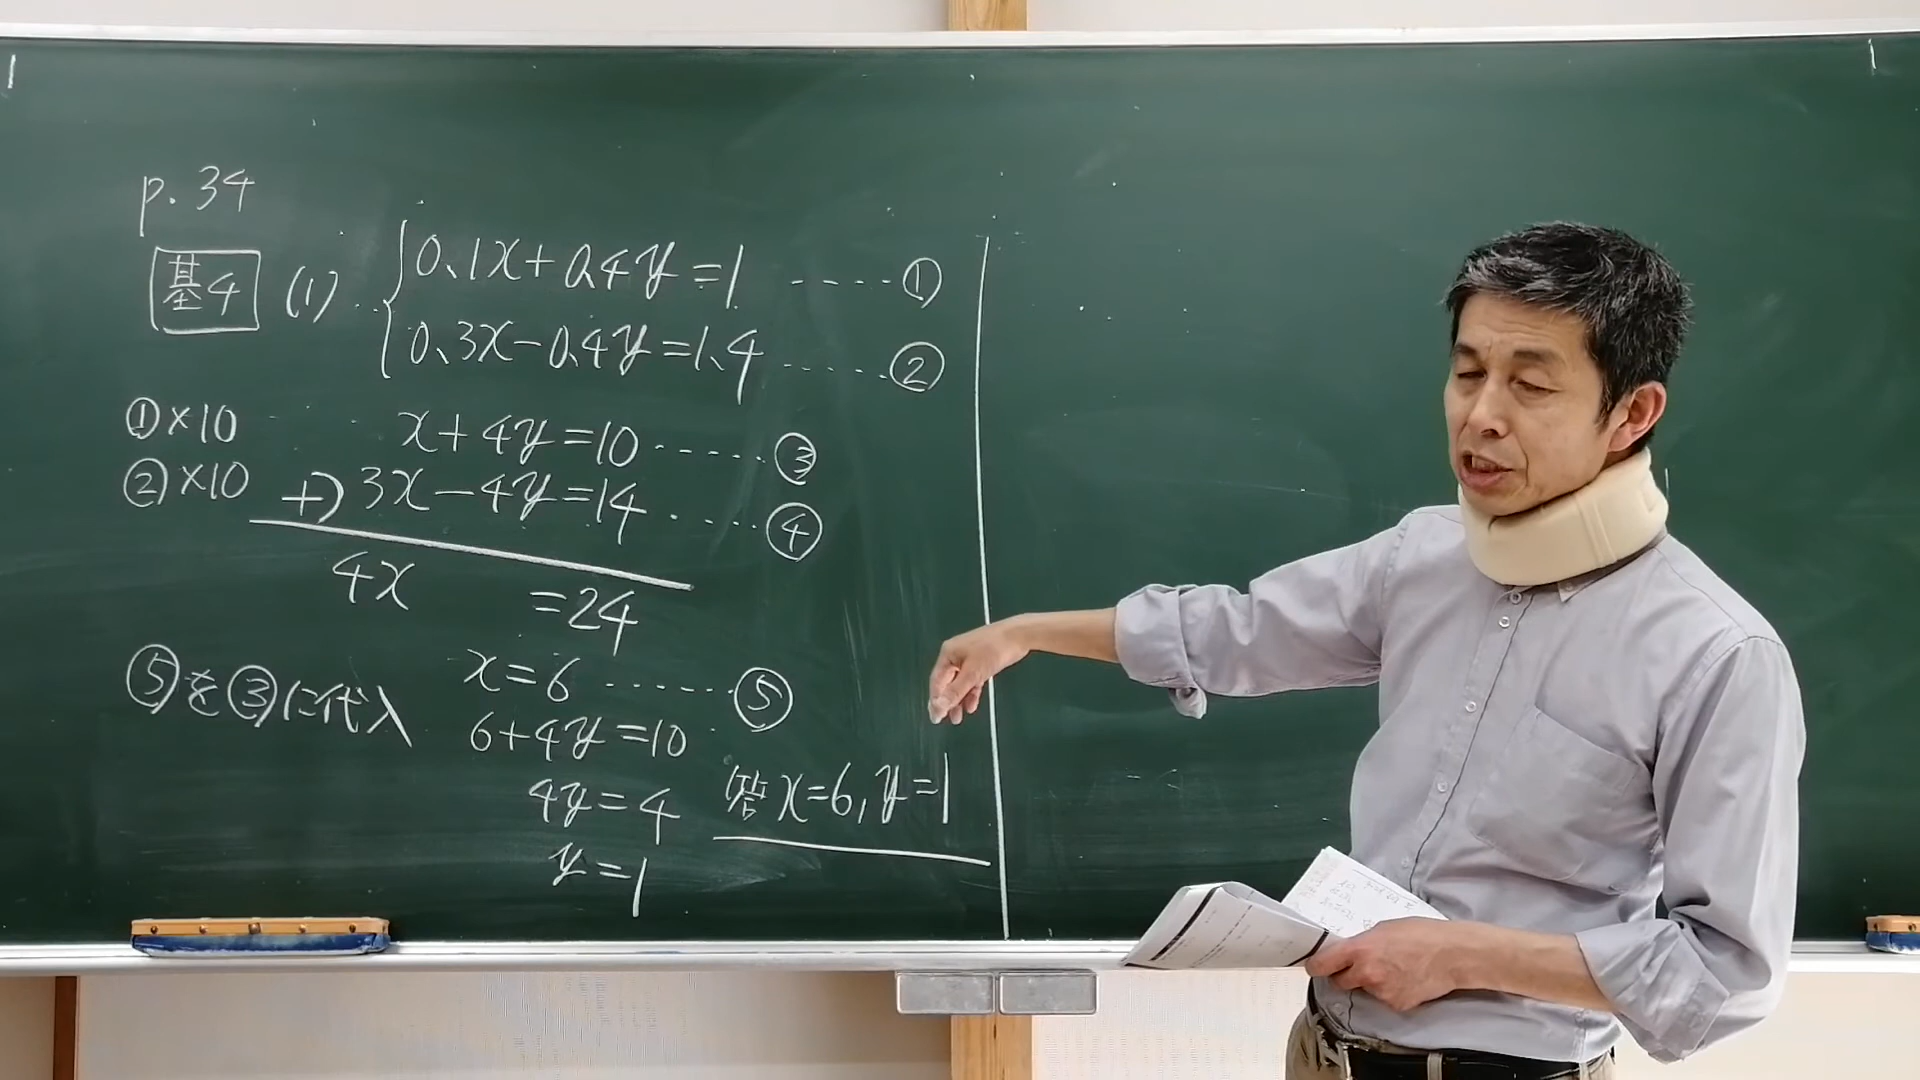 p. 34
基4 (1) 0.1x+0.4y=1 ----①
0.3x-0.4y=1.4 .....②
①×10 x+4y=10 ......③
②×10 +) 3x-4y=14 ....④
4x =24
x=6 ......⑤
⑤を③に代入 6+4y=10
4y=4
y=1
答 x=6, y=1